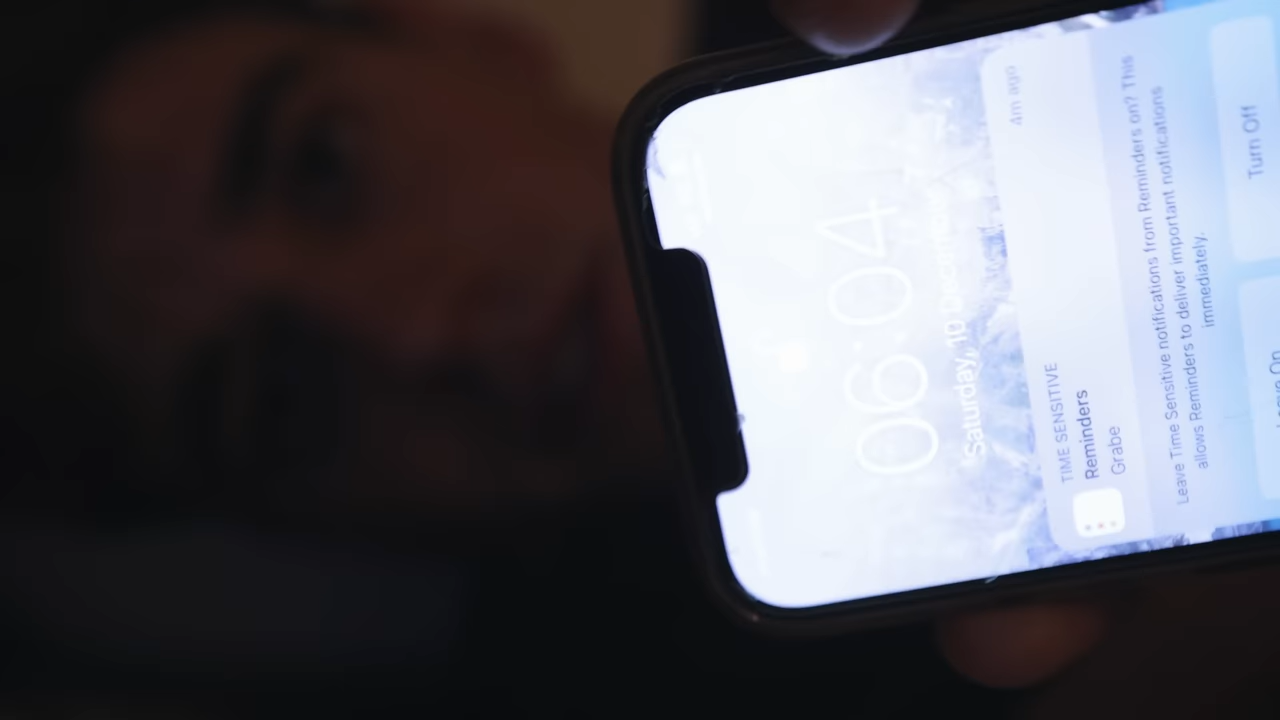 06:04
Saturday, 10
TIME SENSITIVE
4m ago
Reminders
Grabe
Leave Time Sensitive notifications from Reminders on? This
allows Reminders to deliver important notifications
immediately.
Turn Off